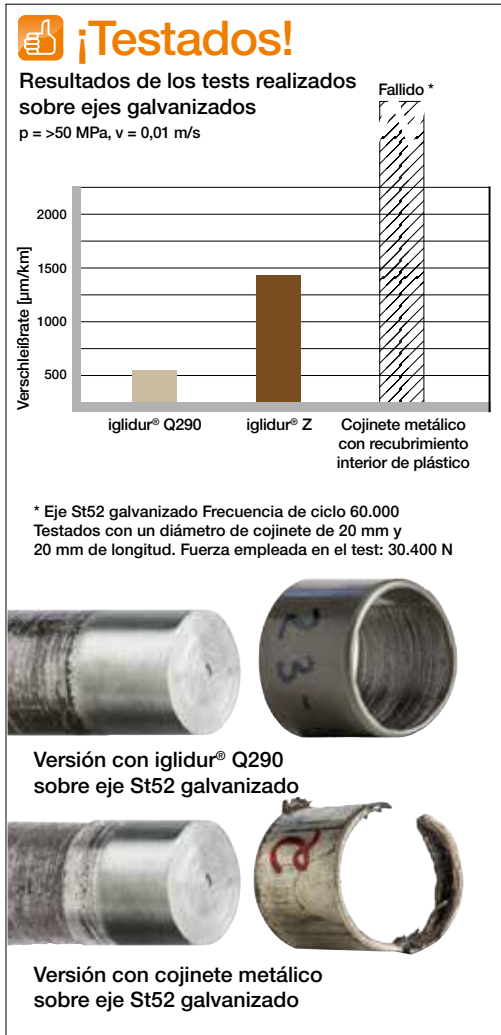 ¡Testados!
Resultados de los tests realizados
sobre ejes galvanizados
p = >50 MPa, v = 0,01 m/s
Fallido *
Verschleißrate [µm/km]
2000
1500
1000
500
iglidur® Q290
iglidur® Z
Cojinete metálico
con recubrimiento
interior de plástico
* Eje St52 galvanizado Frecuencia de ciclo 60.000
Testados con un diámetro de cojinete de 20 mm y
20 mm de longitud. Fuerza empleada en el test: 30.400 N
23-
Versión con iglidur® Q290
sobre eje St52 galvanizado
Versión con cojinete metálico
sobre eje St52 galvanizado